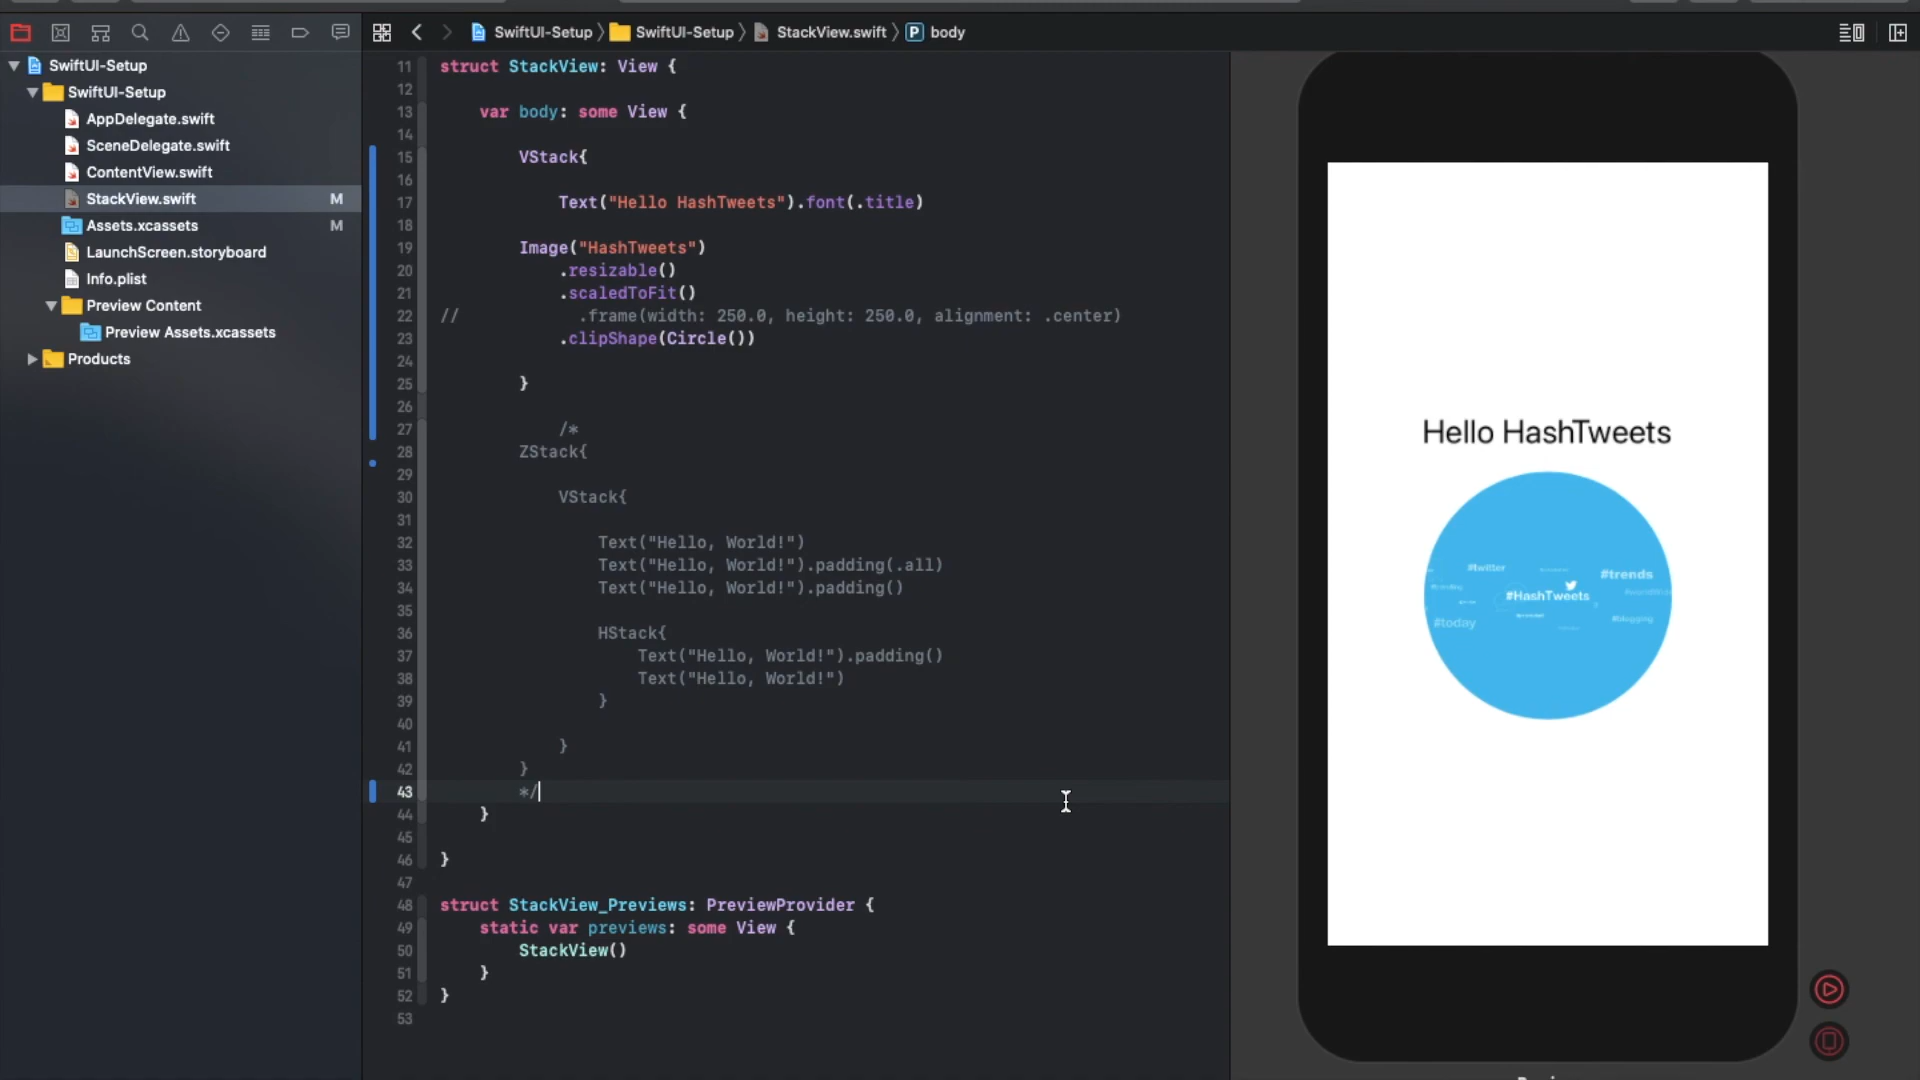 SwiftUI-Setup
SwiftUI-Setup
StackView.swift
P
body
SwiftUI-Setup
SwiftUI-Setup
AppDelegate.swift
SceneDelegate.swift
ContentView.swift
StackView.swift M
Assets.xcassets M
LaunchScreen.storyboard
Info.plist
Preview Content
Preview Assets.xcassets
Products
11 struct StackView: View {
12
13 var body: some View {
14
15 VStack{
16
17 Text("Hello HashTweets").font(.title)
18
19 Image("HashTweets")
20 .resizable()
21 .scaledToFit()
22 // .frame(width: 250.0, height: 250.0, alignment: .center)
23 .clipShape(Circle())
24
25 }
26
27 /*
28 ZStack{
29
30 VStack{
31
32 Text("Hello, World!")
33 Text("Hello, World!").padding(.all)
34 Text("Hello, World!").padding()
35
36 HStack{
37 Text("Hello, World!").padding()
38 Text("Hello, World!")
39 }
40
41 }
42 }
43 */
44 }
45
46 }
47
48 struct StackView_Previews: PreviewProvider {
49 static var previews: some View {
50 StackView()
51 }
52 }
53
Hello HashTweets
#twitter
#trends
#HashTweets
#today
#blogging